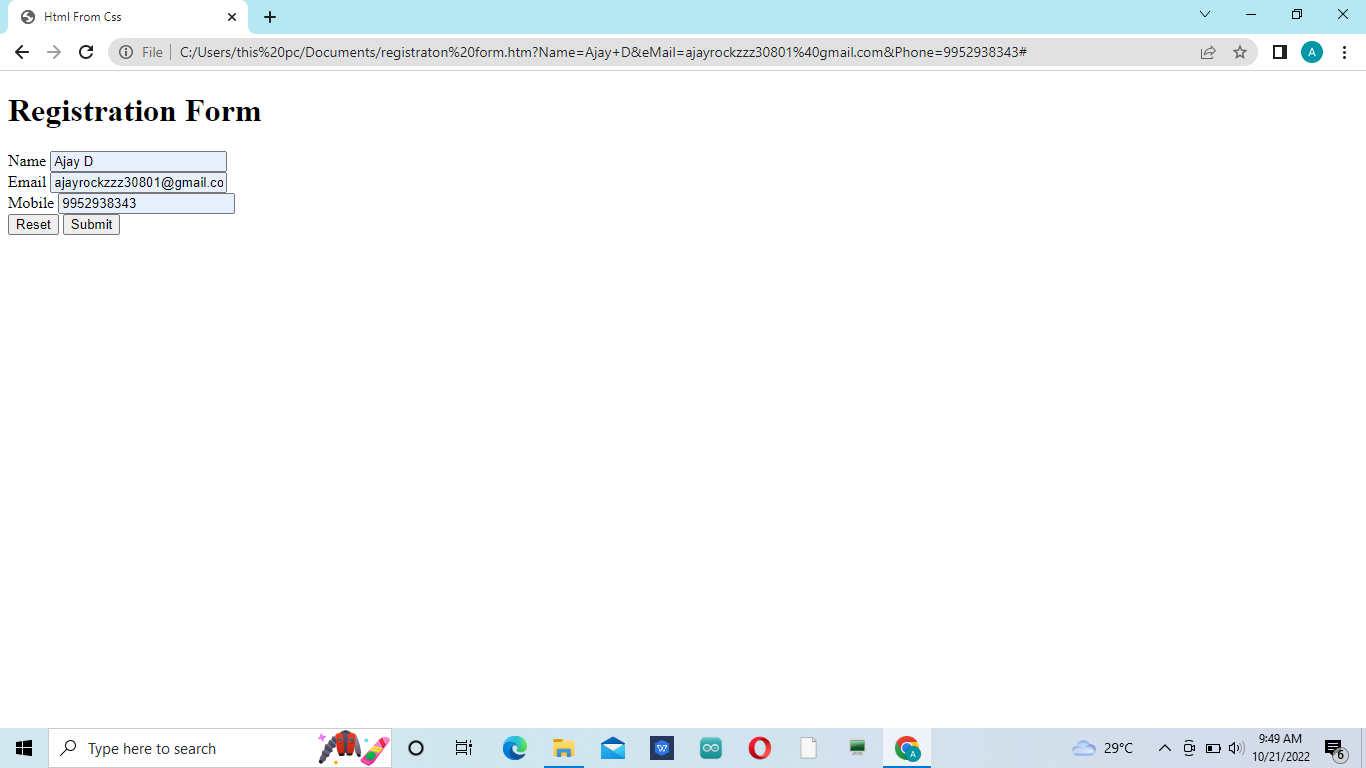 Html From Css
File C:/Users/this%20pc/Documents/registraton%20form.htm?Name=Ajay+D&eMail=ajayrockzzz30801%40gmail.com&Phone=9952938343#
A
Registration Form
Name Ajay D
Email ajayrockzzz30801@gmail.co
Mobile 9952938343
Reset Submit
Type here to search
W
A
29°C
9:49 AM
10/21/2022
6